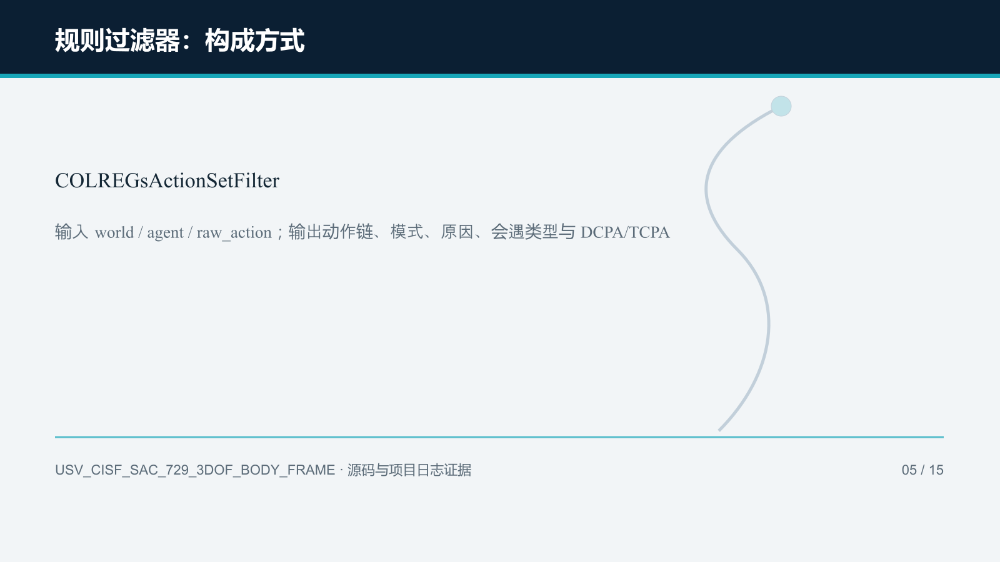 规则过滤器：构成方式
COLREGsActionSetFilter
输入 world / agent / raw_action；输出动作链、模式、原因、会遇类型与 DCPA/TCPA
USV_CISF_SAC_729_3DOF_BODY_FRAME · 源码与项目日志证据
05 / 15